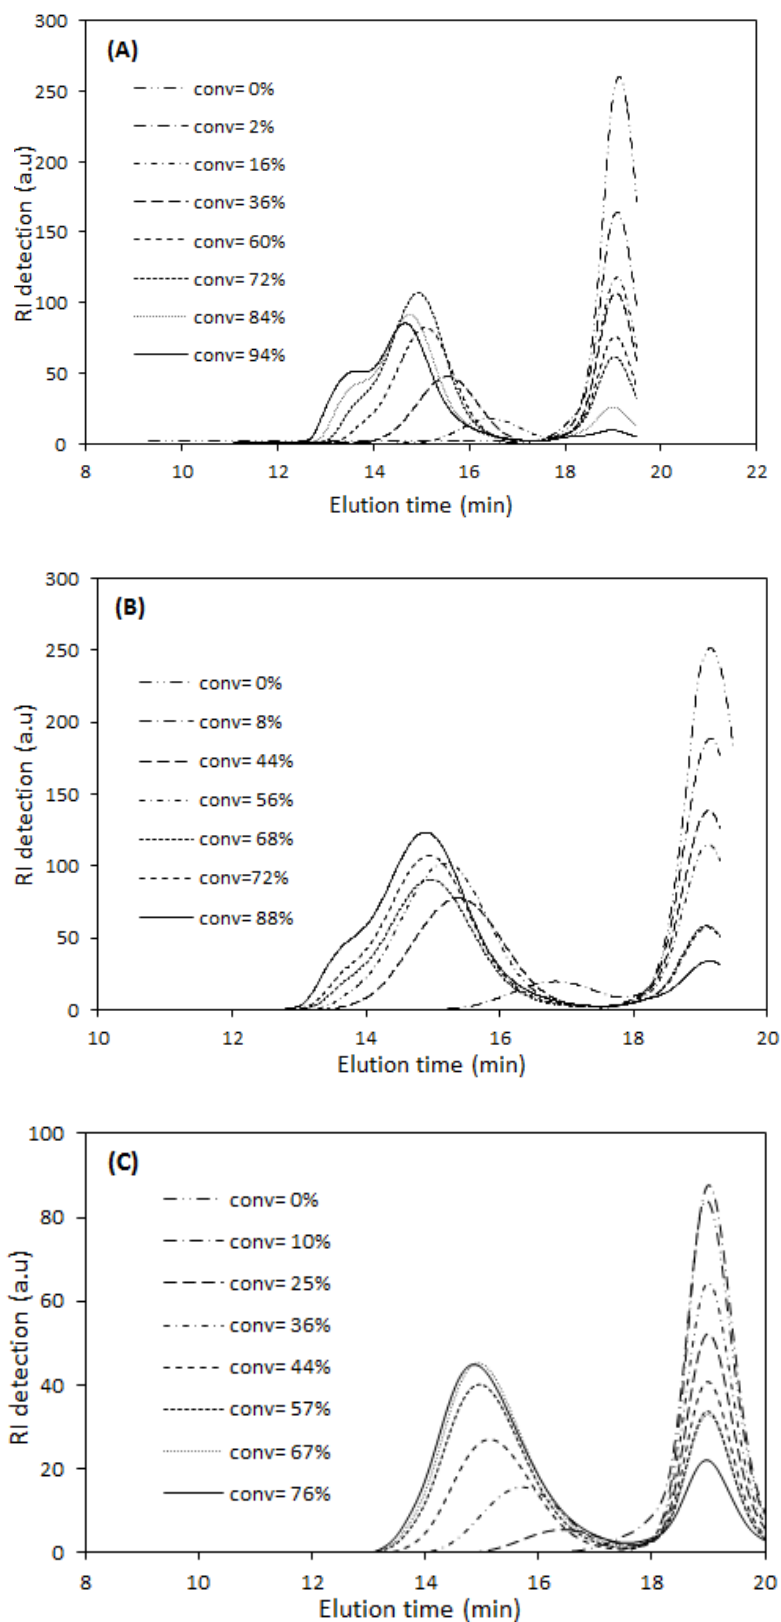 300
(A)
conv= 0%
250
conv= 2%
200
conv= 16%
conv= 36%
150
conv= 60%
conv= 72%
100
conv= 84%
conv= 94%
50
0
RI detection (a.u)
8 10 12 14 16 18 20 22
Elution time (min)
300
(B)
250
conv= 0%
200
conv= 8%
conv= 44%
150
conv= 56%
conv= 68%
100
conv=72%
conv= 88%
50
0
RI detection (a.u)
10 12 14 16 18 20
Elution time (min)
100
(C)
conv= 0%
80
conv= 10%
conv= 25%
60
conv= 36%
conv= 44%
40
conv= 57%
conv= 67%
20
conv= 76%
0
RI detection (a.u)
8 10 12 14 16 18 20
Elution time (min)